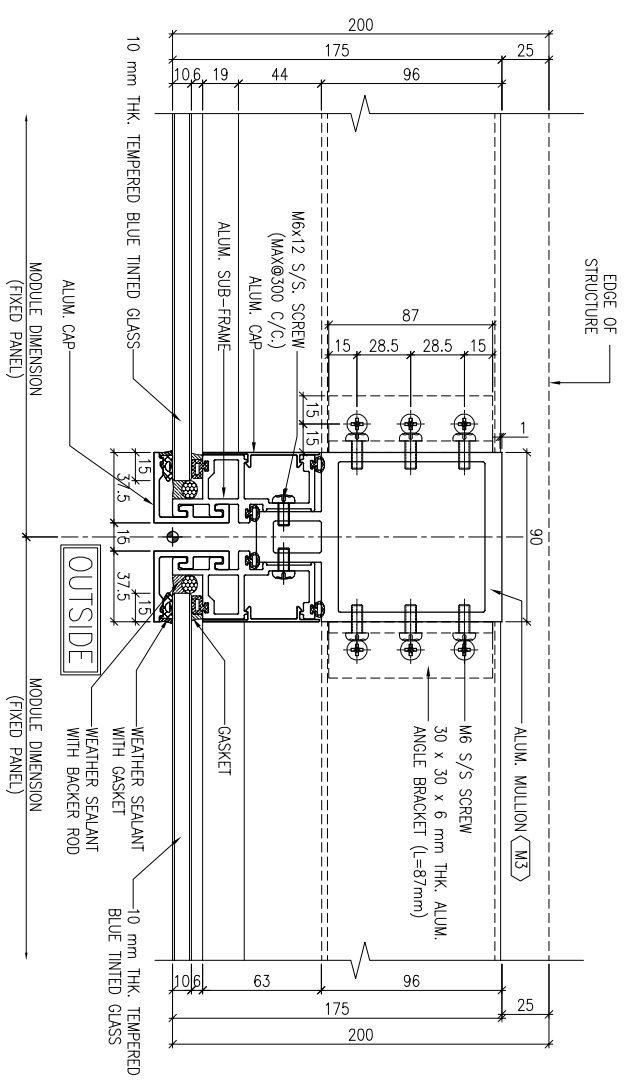 200
175
25
10
6
19
44
96
10 mm THK. TEMPERED BLUE TINTED GLASS
MODULE DIMENSION
(FIXED PANEL)
ALUM. CAP
ALUM. SUB-FRAME
ALUM. CAP
M6x12 S/S. SCREW
(MAX@300 C/C.)
EDGE OF
STRUCTURE
87
15
28.5
28.5
15
15
15
1
90
15
37.5
15
37.5
15
OUTSIDE
ALUM. MULLION
M3
M6 S/S SCREW
30 x 30 x 6 mm THK. ALUM.
ANGLE BRACKET (L=87mm)
GASKET
WEATHER SEALANT
WITH GASKET
WEATHER SEALANT
WITH BACKER ROD
MODULE DIMENSION
(FIXED PANEL)
10 mm THK. TEMPERED
BLUE TINTED GLASS
10
6
63
96
175
25
200